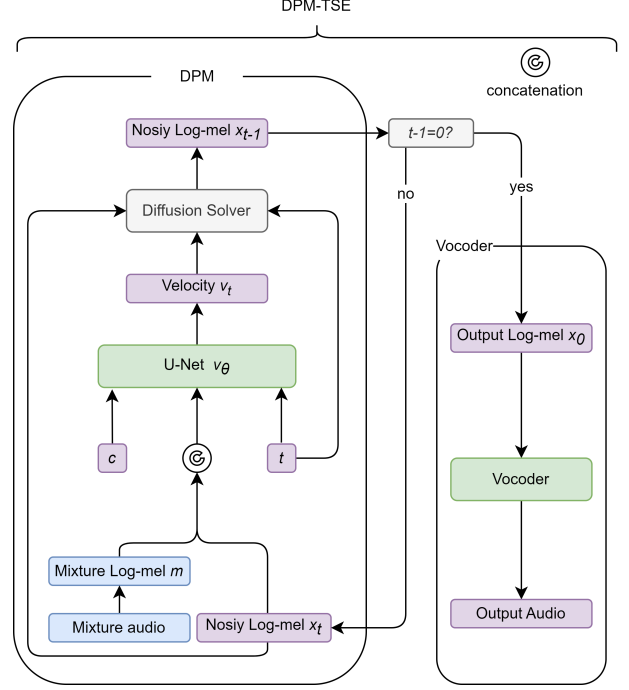 DPM-TSE
concatenation
DPM
Nosiy Log-mel x_{t-1}
t-1=0?
Diffusion Solver
no
yes
Vocoder
Velocity v_t
Output Log-mel x_0
U-Net v_θ
c
t
Vocoder
Mixture Log-mel m
Mixture audio
Nosiy Log-mel x_t
Output Audio